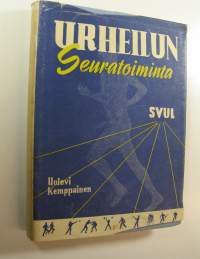 URHEILUN
Seuratoiminta
SVUL
Uolevi
Kemppainen